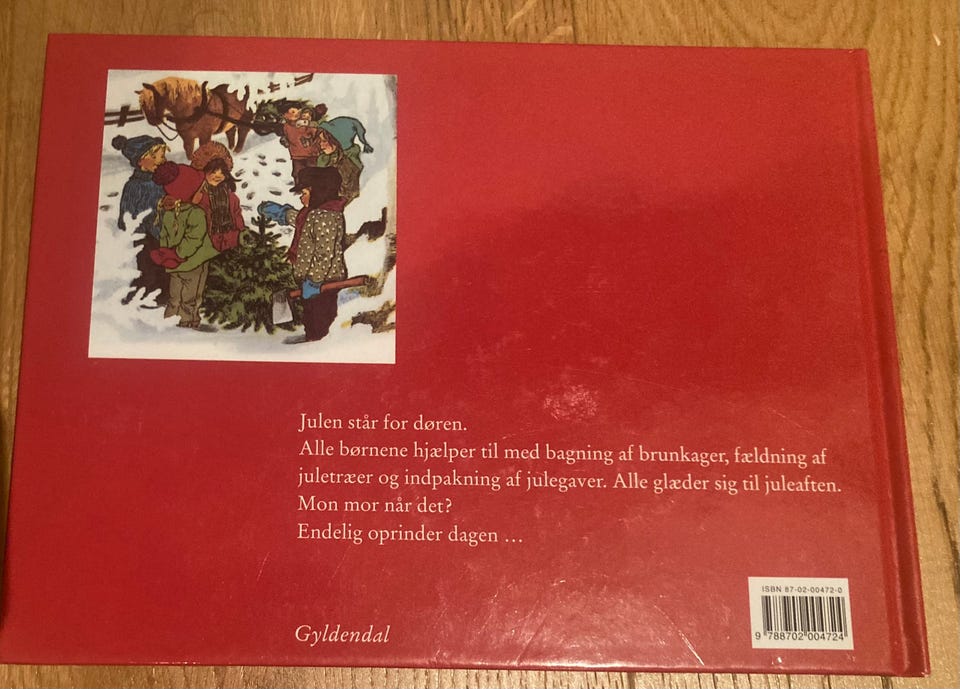 Julen står for døren.
Alle børnene hjælper til med bagning af brunkager, fældning af
juletræer og indpakning af julegaver. Alle glæder sig til juleaften.
Mon mor når det?
Endelig oprinder dagen …
Gyldendal
ISBN 87-02-00472-0
9 788702 004724